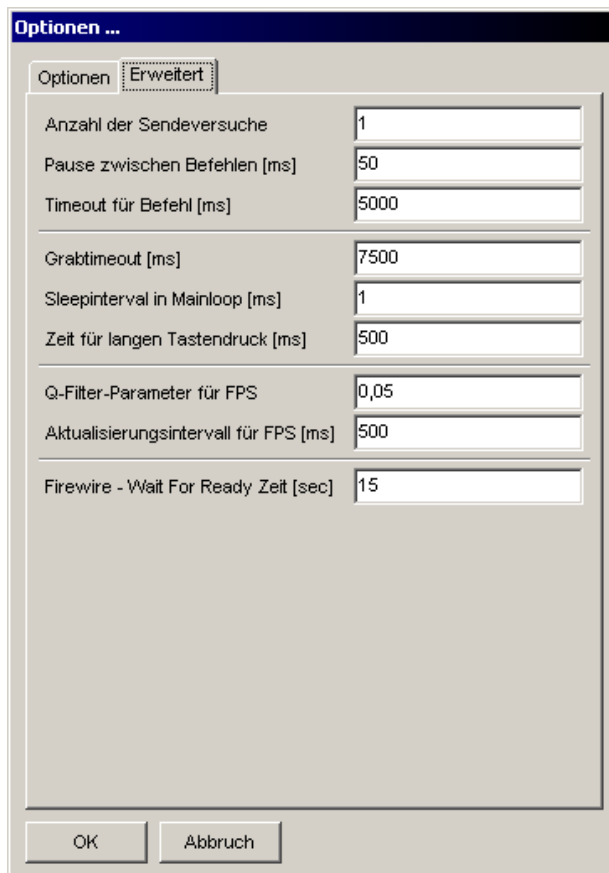 Optionen ...
Optionen Erweitert
Anzahl der Sendeversuche 1
Pause zwischen Befehlen [ms] 50
Timeout für Befehl [ms] 5000
Grabtimeout [ms] 7500
Sleepinterval in Mainloop [ms] 1
Zeit für langen Tastendruck [ms] 500
Q-Filter-Parameter für FPS 0,05
Aktualisierungsintervall für FPS [ms] 500
Firewire - Wait For Ready Zeit [sec] 15
OK Abbruch